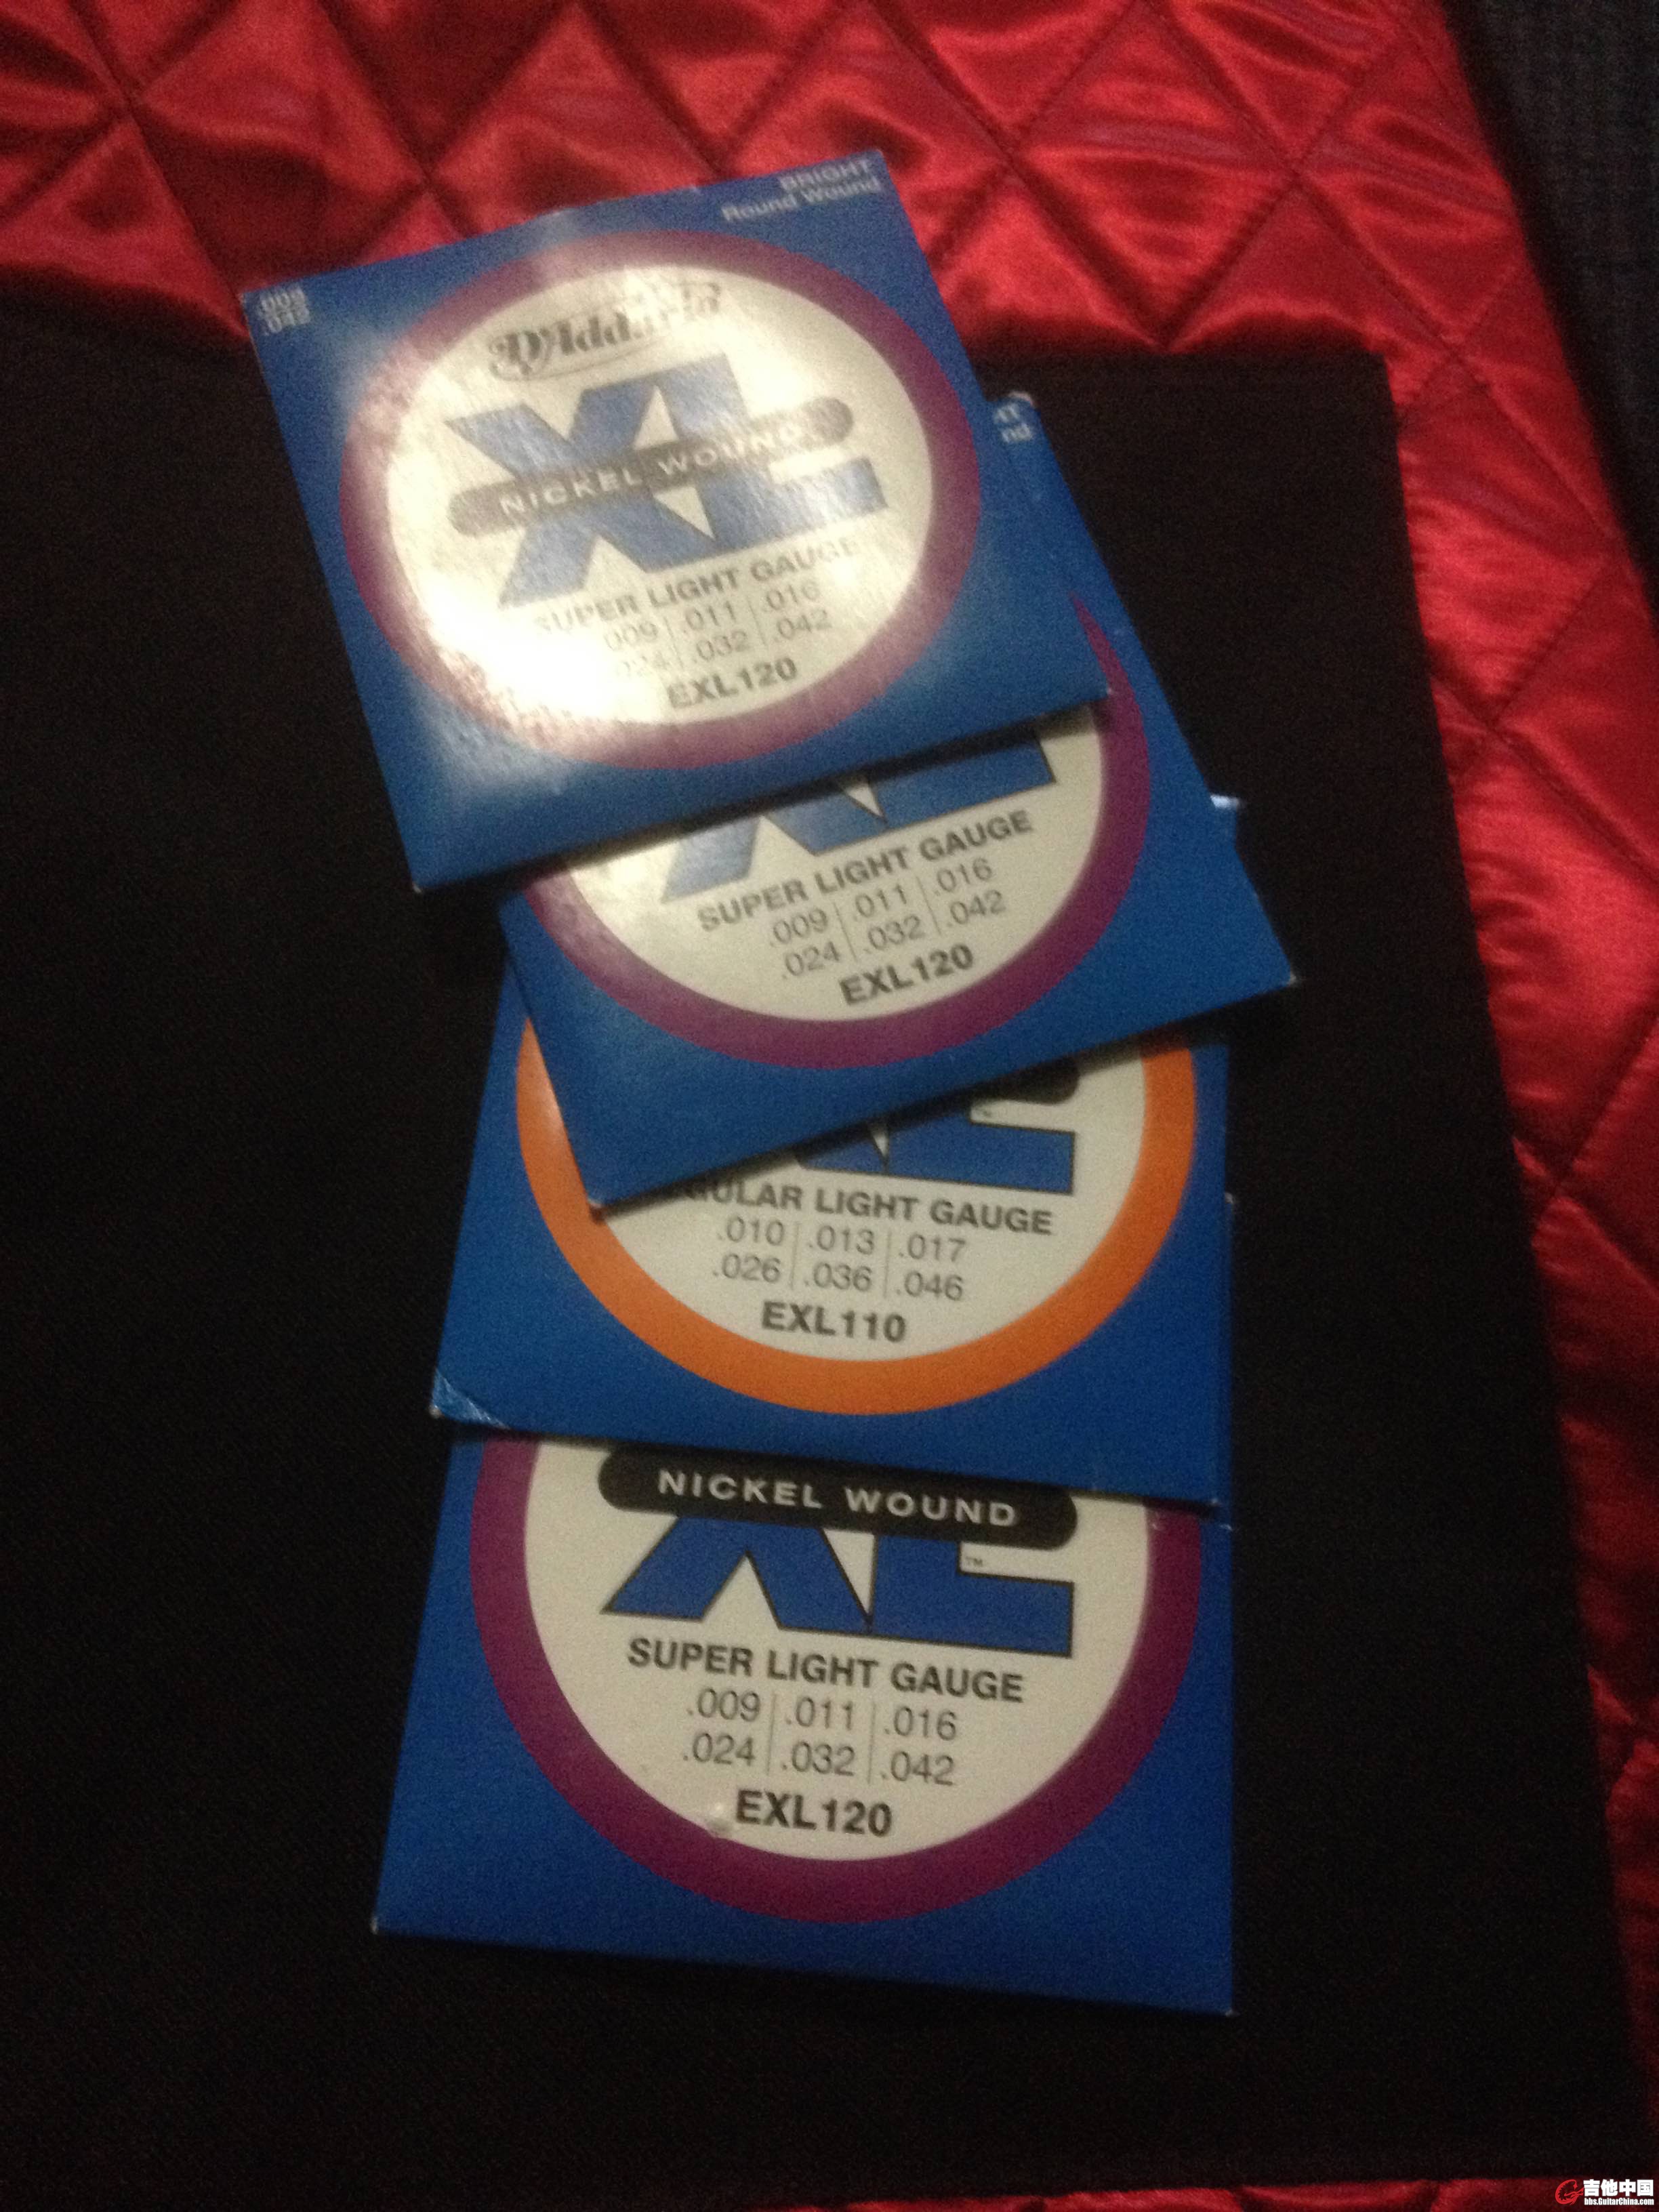 BRIGHT
Round Wound
.009
.042
D'Addario
XL
NICKEL WOUND
SUPER LIGHT GAUGE
.009 .011 .016
.024 .032 .042
EXL120
SUPER LIGHT GAUGE
.009 .011 .016
.024 .032 .042
EXL120
LIGHT GAUGE
.010 .013 .017
.026 .036 .046
EXL110
NICKEL WOUND
XL
TM
SUPER LIGHT GAUGE
.009 .011 .016
.024 .032 .042
EXL120
吉他中国
bbs.GuitarChina.com